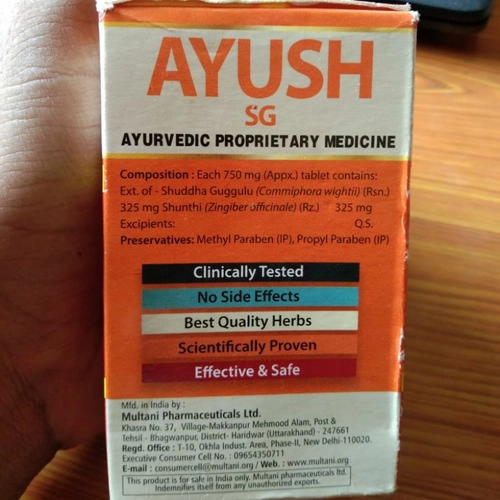 AYUSH
SG
AYURVEDIC PROPRIETARY MEDICINE
Composition : Each 750 mg (Appx.) tablet contains:
Ext. of - Shuddha Guggulu (Commiphora wightii) (Rsn.)
325 mg Shunthi (Zingiber officinale) (Rz.) 325 mg
Excipients: Q.S.
Preservatives: Methyl Paraben (IP), Propyl Paraben (IP)
Clinically Tested
No Side Effects
Best Quality Herbs
Scientifically Proven
Effective & Safe
Mfd. in India by :
Multani Pharmaceuticals Ltd.
Khasra No. 37, Village-Makkanpur Mehmood Alam, Post &
Tehsil - Bhagwanpur, District- Haridwar (Uttarakhand) - 247661
Regd. Office : T-10, Okhla Indust. Area, Phase-II, New Delhi-110020.
Executive Consumer Cell No. : 09654350711
E-mail : consumercell@multani.org / Web. : www.multani.org
This product is for sale in India only. Multani pharmaceuticals ltd.
Indemnifies itself from any unauthorized exports.